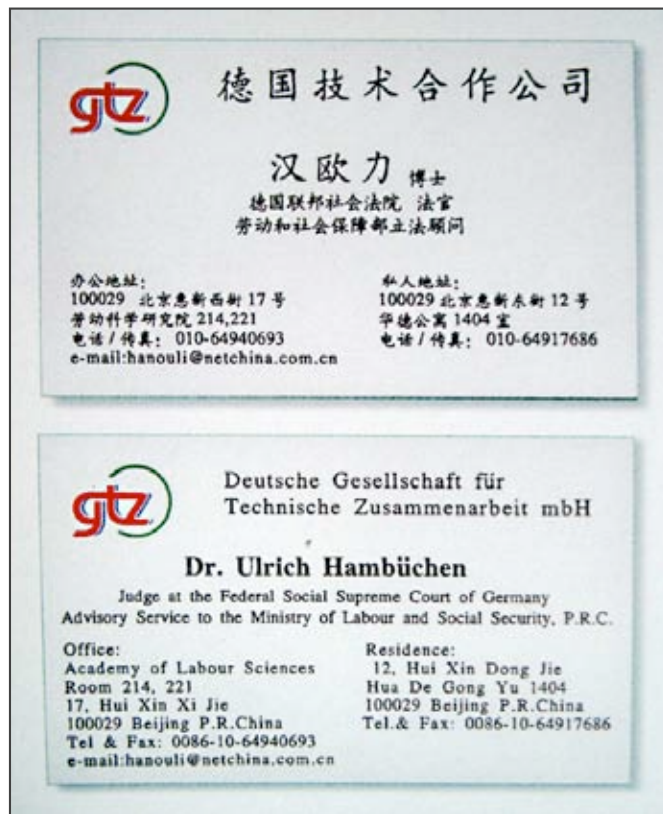 gtz
德国技术合作公司
汉欧力 博士
德国联邦社会法院 法官
劳动和社会保障部立法顾问
办公地址:
100029 北京惠新西街 17 号
劳动科学研究院 214,221
电话 / 传真: 010-64940693
e-mail:hanouli@netchina.com.cn
私人地址:
100029 北京惠新东街 12 号
华德公寓 1404 室
电话 / 传真: 010-64917686
gtz
Deutsche Gesellschaft für
Technische Zusammenarbeit mbH
Dr. Ulrich Hambüchen
Judge at the Federal Social Supreme Court of Germany
Advisory Service to the Ministry of Labour and Social Security, P.R.C.
Office:
Academy of Labour Sciences
Room 214, 221
17, Hui Xin Xi Jie
100029 Beijing P.R.China
Tel & Fax: 0086-10-64940693
e-mail:hanouli@netchina.com.cn
Residence:
12, Hui Xin Dong Jie
Hua De Gong Yu 1404
100029 Beijing P.R.China
Tel.& Fax: 0086-10-64917686